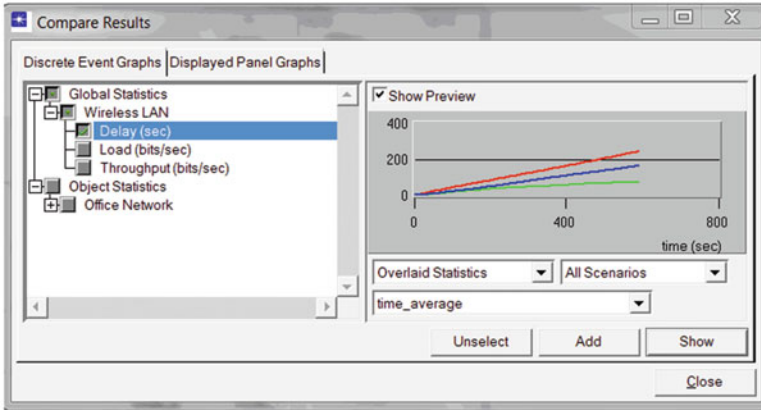 Compare Results
Discrete Event Graphs
Displayed Panel Graphs
Global Statistics
Wireless LAN
Delay (sec)
Load (bits/sec)
Throughput (bits/sec)
Object Statistics
Office Network
Show Preview
400
200
0
0 400 800
time (sec)
Overlaid Statistics
All Scenarios
time_average
Unselect
Add
Show
Close